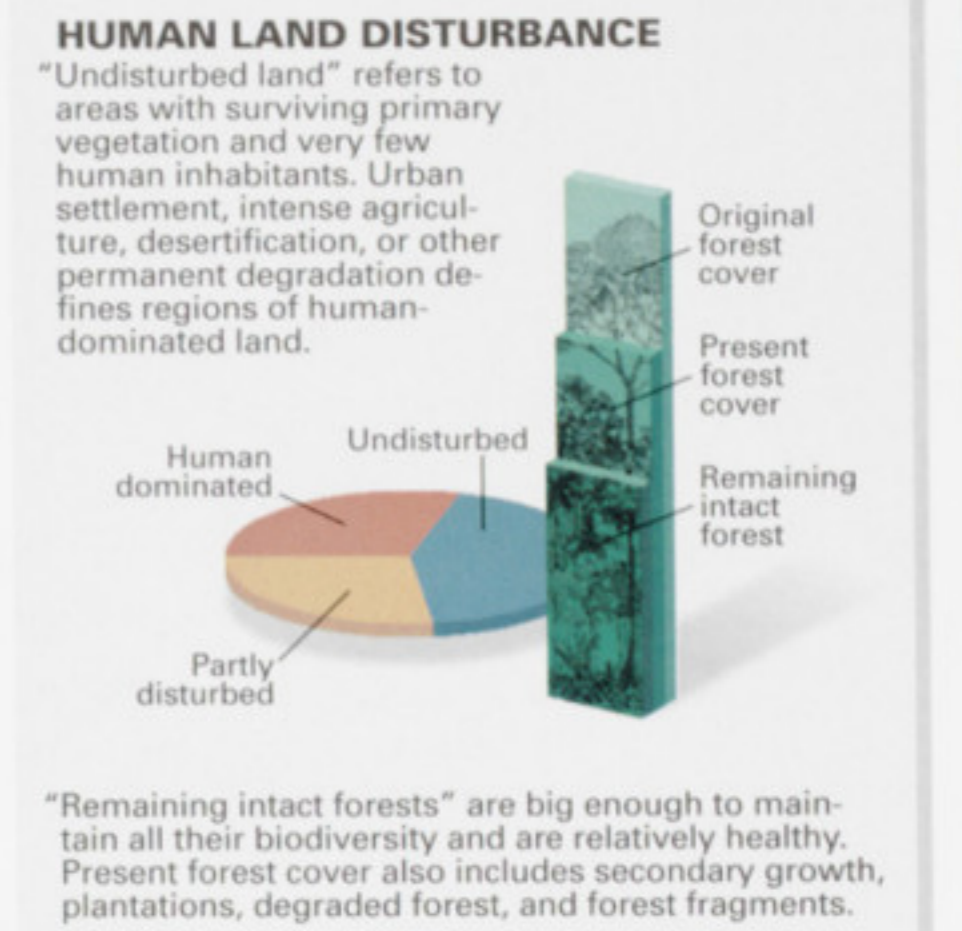 HUMAN LAND DISTURBANCE
“Undisturbed land” refers to
areas with surviving primary
vegetation and very few
human inhabitants. Urban
settlement, intense agricul-
ture, desertification, or other
permanent degradation de-
fines regions of human-
dominated land.
Original
forest
cover
Present
forest
cover
Undisturbed
Human
dominated
Remaining
intact
forest
Partly
disturbed
“Remaining intact forests” are big enough to main-
tain all their biodiversity and are relatively healthy.
Present forest cover also includes secondary growth,
plantations, degraded forest, and forest fragments.